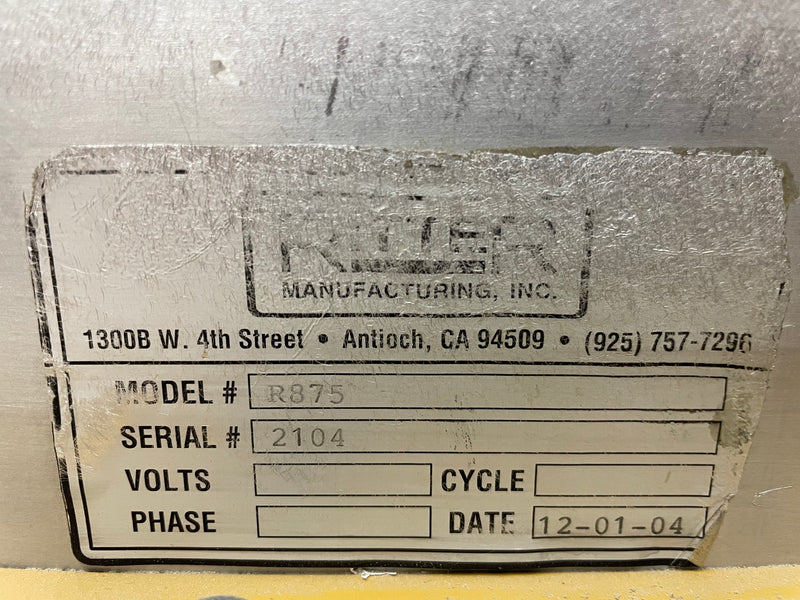 RITTER
MANUFACTURING, INC.
1300B W. 4th Street • Antioch, CA 94509 • (925) 757-7296
MODEL # R875
SERIAL # 2104
VOLTS CYCLE
PHASE DATE 12-01-04